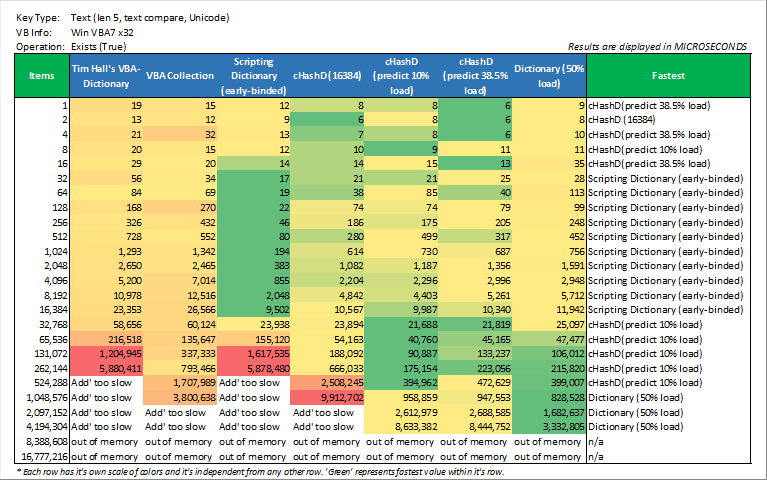 Key Type: Text (len 5, text compare, Unicode)
VB Info: Win VBA7 x32
Operation: Exists (True)
Results are displayed in MICROSECONDS
Items | Tim Hall's VBA-Dictionary | VBA Collection | Scripting Dictionary (early-binded) | cHashD (16384) | cHashD (predict 10% load) | cHashD (predict 38.5% load) | Dictionary (50% load) | Fastest
1 | 19 | 15 | 12 | 8 | 8 | 6 | 9 | cHashD(predict 38.5% load)
2 | 13 | 12 | 9 | 6 | 8 | 6 | 8 | cHashD (16384)
4 | 21 | 32 | 13 | 7 | 8 | 6 | 10 | cHashD(predict 38.5% load)
8 | 20 | 15 | 12 | 10 | 9 | 11 | 11 | cHashD(predict 10% load)
16 | 29 | 20 | 14 | 14 | 15 | 13 | 35 | cHashD(predict 38.5% load)
32 | 56 | 34 | 17 | 21 | 21 | 25 | 28 | Scripting Dictionary (early-binded)
64 | 84 | 69 | 19 | 38 | 85 | 40 | 113 | Scripting Dictionary (early-binded)
128 | 168 | 270 | 22 | 74 | 74 | 79 | 99 | Scripting Dictionary (early-binded)
256 | 326 | 432 | 46 | 186 | 175 | 205 | 248 | Scripting Dictionary (early-binded)
512 | 728 | 552 | 80 | 280 | 499 | 317 | 452 | Scripting Dictionary (early-binded)
1,024 | 1,293 | 1,342 | 194 | 614 | 730 | 687 | 756 | Scripting Dictionary (early-binded)
2,048 | 2,650 | 2,465 | 383 | 1,082 | 1,187 | 1,356 | 1,591 | Scripting Dictionary (early-binded)
4,096 | 5,200 | 7,014 | 855 | 2,204 | 2,296 | 2,996 | 2,948 | Scripting Dictionary (early-binded)
8,192 | 10,978 | 12,516 | 2,048 | 4,842 | 4,403 | 5,261 | 5,712 | Scripting Dictionary (early-binded)
16,384 | 23,353 | 26,566 | 9,502 | 10,567 | 9,987 | 10,340 | 11,942 | Scripting Dictionary (early-binded)
32,768 | 58,656 | 60,124 | 23,938 | 23,894 | 21,688 | 21,819 | 25,097 | cHashD(predict 10% load)
65,536 | 216,518 | 135,647 | 155,120 | 54,163 | 40,760 | 45,165 | 47,477 | cHashD(predict 10% load)
131,072 | 1,204,945 | 337,333 | 1,617,535 | 188,092 | 90,887 | 133,237 | 106,012 | cHashD(predict 10% load)
262,144 | 5,880,411 | 793,466 | 5,878,480 | 666,033 | 175,154 | 223,056 | 215,820 | cHashD(predict 10% load)
524,288 | Add' too slow | 1,707,989 | Add' too slow | 2,508,245 | 394,962 | 472,629 | 399,007 | cHashD(predict 10% load)
1,048,576 | Add' too slow | 3,800,638 | Add' too slow | 9,912,702 | 958,859 | 947,553 | 828,528 | Dictionary (50% load)
2,097,152 | Add' too slow | Add' too slow | Add' too slow | Add' too slow | 2,612,979 | 2,688,585 | 1,682,637 | Dictionary (50% load)
4,194,304 | Add' too slow | Add' too slow | Add' too slow | Add' too slow | 8,633,382 | 8,444,752 | 3,332,805 | Dictionary (50% load)
8,388,608 | out of memory | out of memory | out of memory | out of memory | out of memory | out of memory | out of memory | n/a
16,777,216 | out of memory | out of memory | out of memory | out of memory | out of memory | out of memory | out of memory | n/a
* Each row has it's own scale of colors and it's independent from any other row. 'Green' represents fastest value within it's row.